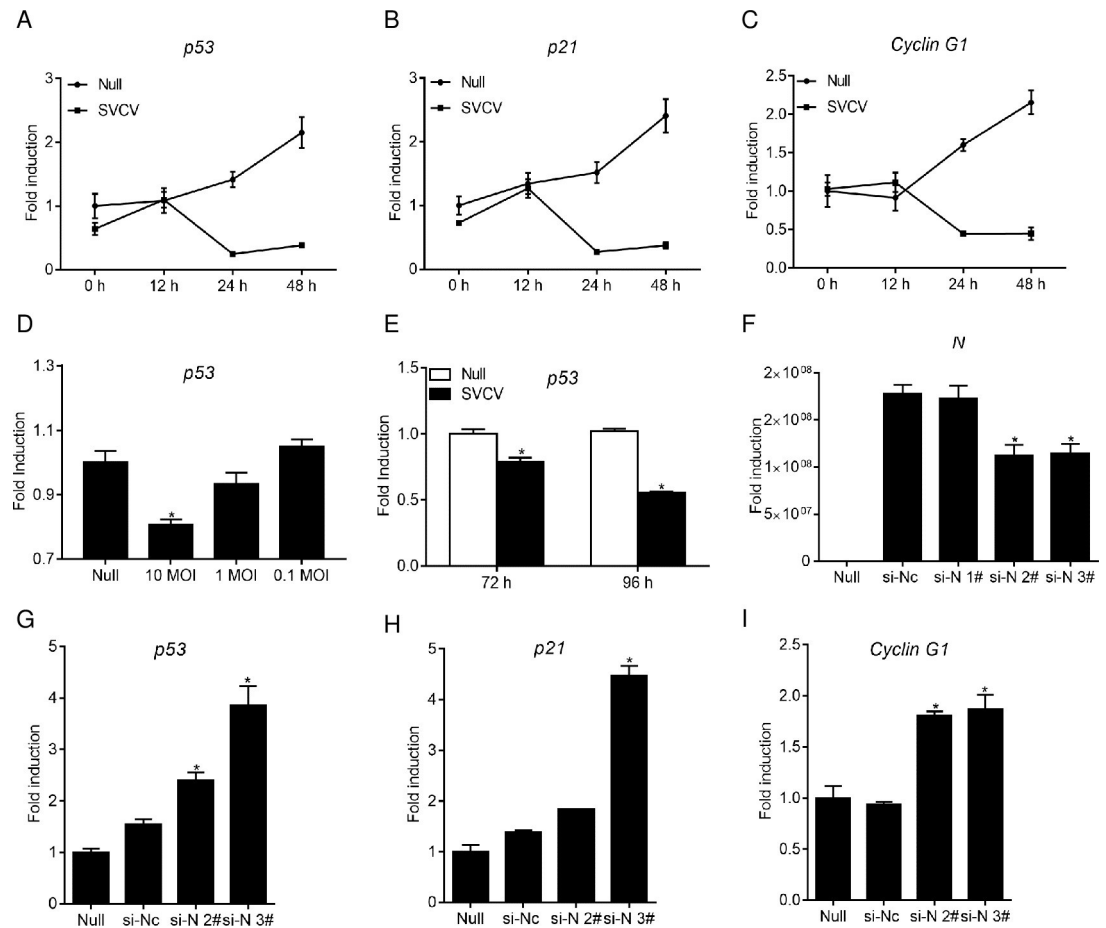 A
p53
3
2
1
0
Fold induction
Null
SVCV
0 h 12 h 24 h 48 h
B
p21
3
2
1
0
Fold induction
Null
SVCV
0 h 12 h 24 h 48 h
C
Cyclin G1
2.5
2.0
1.5
1.0
0.5
0.0
Fold induction
Null
SVCV
0 h 12 h 24 h 48 h
D
p53
1.3
1.1
0.9
0.7
Fold Induction
*
Null 10 MOI 1 MOI 0.1 MOI
E
p53
1.5
1.0
0.5
0.0
Fold Induction
Null
SVCV
* *
72 h 96 h
F
N
2×10⁰⁸
2×10⁰⁸
1×10⁰⁸
5×10⁰⁷
0
Fold induction
* *
Null si-Nc si-N 1# si-N 2# si-N 3#
G
p53
5
4
3
2
1
0
Fold induction
* *
Null si-Nc si-N 2# si-N 3#
H
p21
5
4
3
2
1
0
Fold induction
*
Null si-Nc si-N 2# si-N 3#
I
Cyclin G1
2.5
2.0
1.5
1.0
0.5
0.0
Fold induction
* *
Null si-Nc si-N 2# si-N 3#